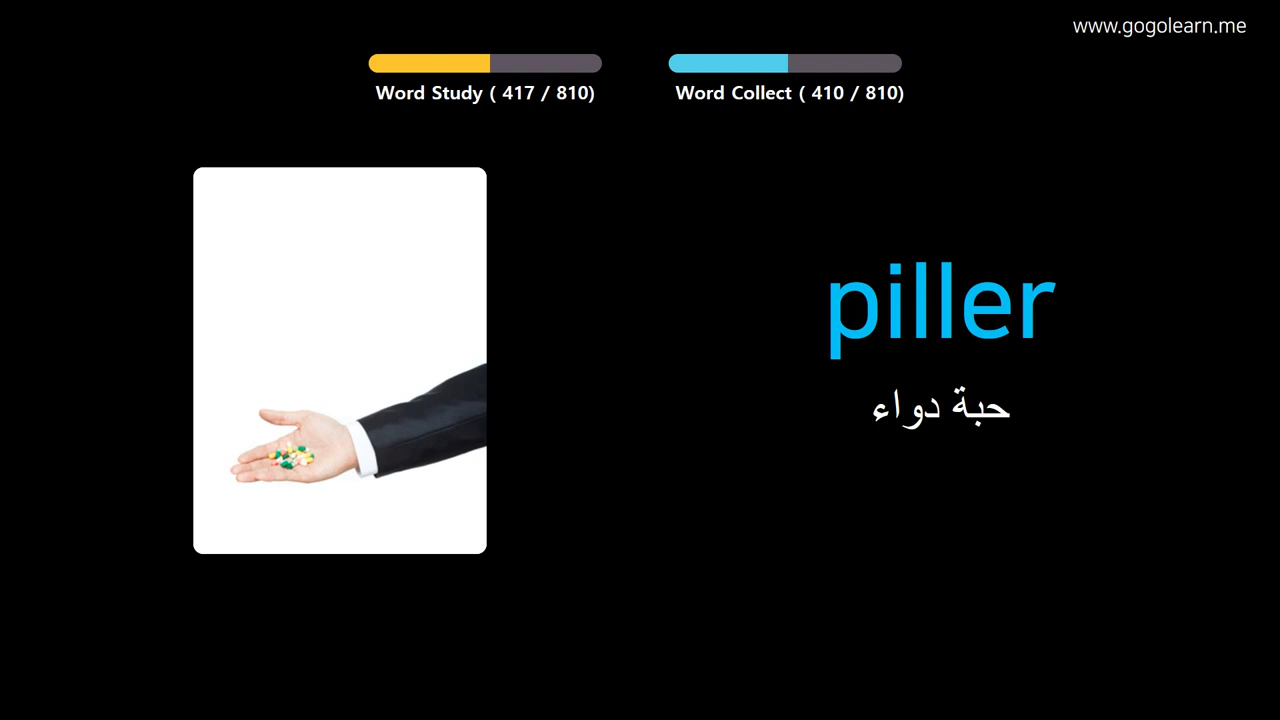 www.gogolearn.me
Word Study ( 417 / 810)
Word Collect ( 410 / 810)
piller
حبة دواء